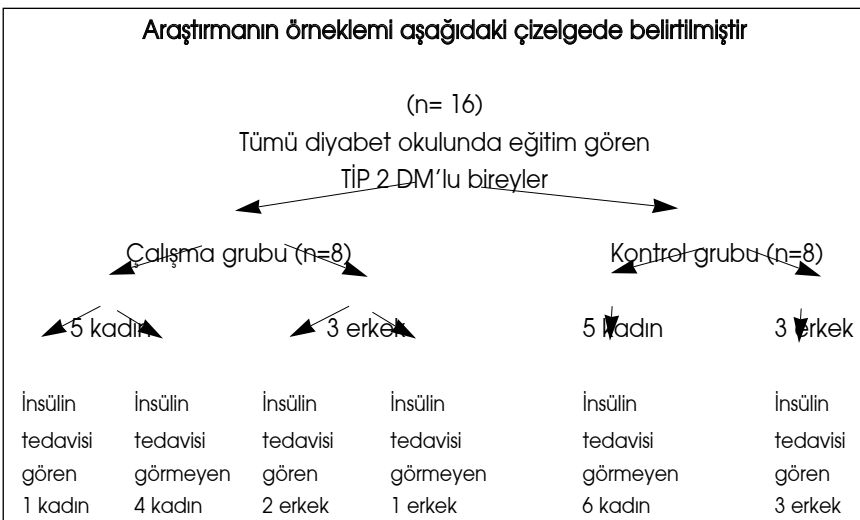 Araştırmanın örneklemi aşağıdaki çizelgede belirtilmiştir
(n= 16)
Tümü diyabet okulunda eğitim gören
TİP 2 DM'lu bireyler
Çalışma grubu (n=8) Kontrol grubu (n=8)
5 kadın 3 erkek 5 kadın 3 erkek
İnsülin İnsülin İnsülin İnsülin İnsülin İnsülin
tedavisi tedavisi tedavisi tedavisi tedavisi tedavisi
gören görmeyen gören görmeyen görmeyen gören
1 kadın 4 kadın 2 erkek 1 erkek 6 kadın 3 erkek